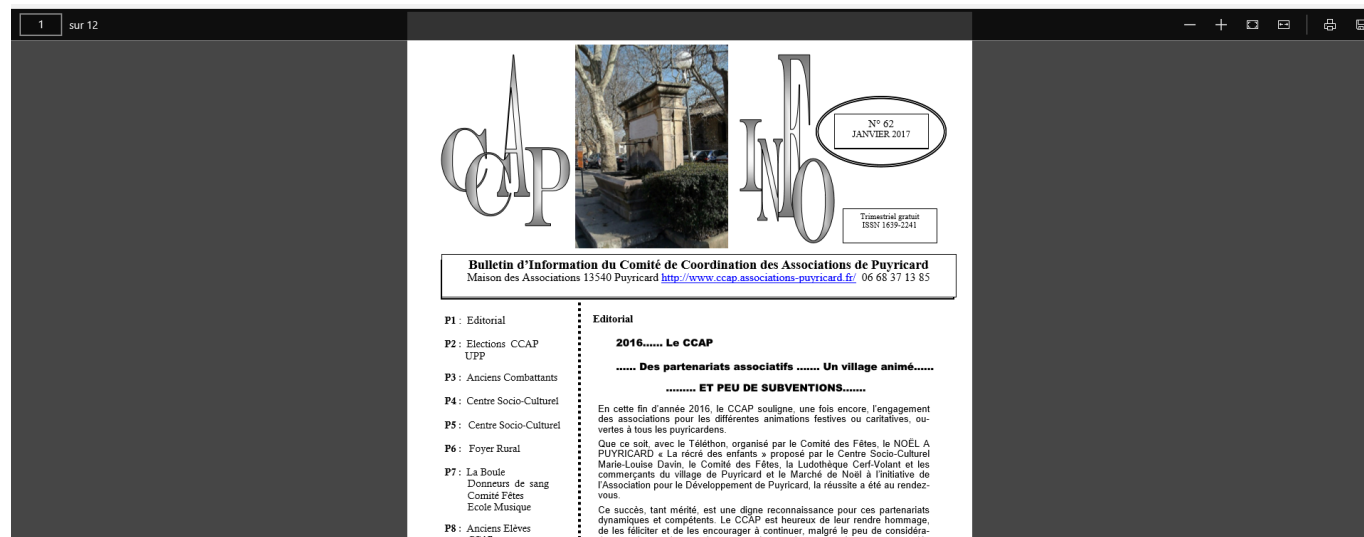 1 sur 12
CCAP
INFO
N° 62
JANVIER 2017
Trimestriel gratuit
ISSN 1639-2241
Bulletin d’Information du Comité de Coordination des Associations de Puyricard
Maison des Associations 13540 Puyricard http://www.ccap.associations-puyricard.fr/ 06 68 37 13 85
P1 : Editorial
P2 : Elections CCAP
UPP
P3 : Anciens Combattants
P4 : Centre Socio-Culturel
P5 : Centre Socio-Culturel
P6 : Foyer Rural
P7 : La Boule
Donneurs de sang
Comité Fêtes
Ecole Musique
P8 : Anciens Elèves
Editorial
2016...... Le CCAP
...... Des partenariats associatifs ....... Un village animé......
......... ET PEU DE SUBVENTIONS.......
En cette fin d’année 2016, le CCAP souligne, une fois encore, l’engagement
des associations pour les différentes animations festives ou caritatives, ou-
vertes à tous les puyricardens.
Que ce soit, avec le Téléthon, organisé par le Comité des Fêtes, le NOËL A
PUYRICARD « La récré des enfants » proposé par le Centre Socio-Culturel
Marie-Louise Davin, le Comité des Fêtes, la Ludothèque Cerf-Volant et les
commerçants du village de Puyricard et le Marché de Noël à l’initiative de
l’Association pour le Développement de Puyricard, la réussite a été au rendez-
vous.
Ce succès, tant mérité, est une digne reconnaissance pour ces partenariats
dynamiques et compétents. Le CCAP est heureux de leur rendre hommage,
de les féliciter et de les encourager à continuer, malgré le peu de considéra-